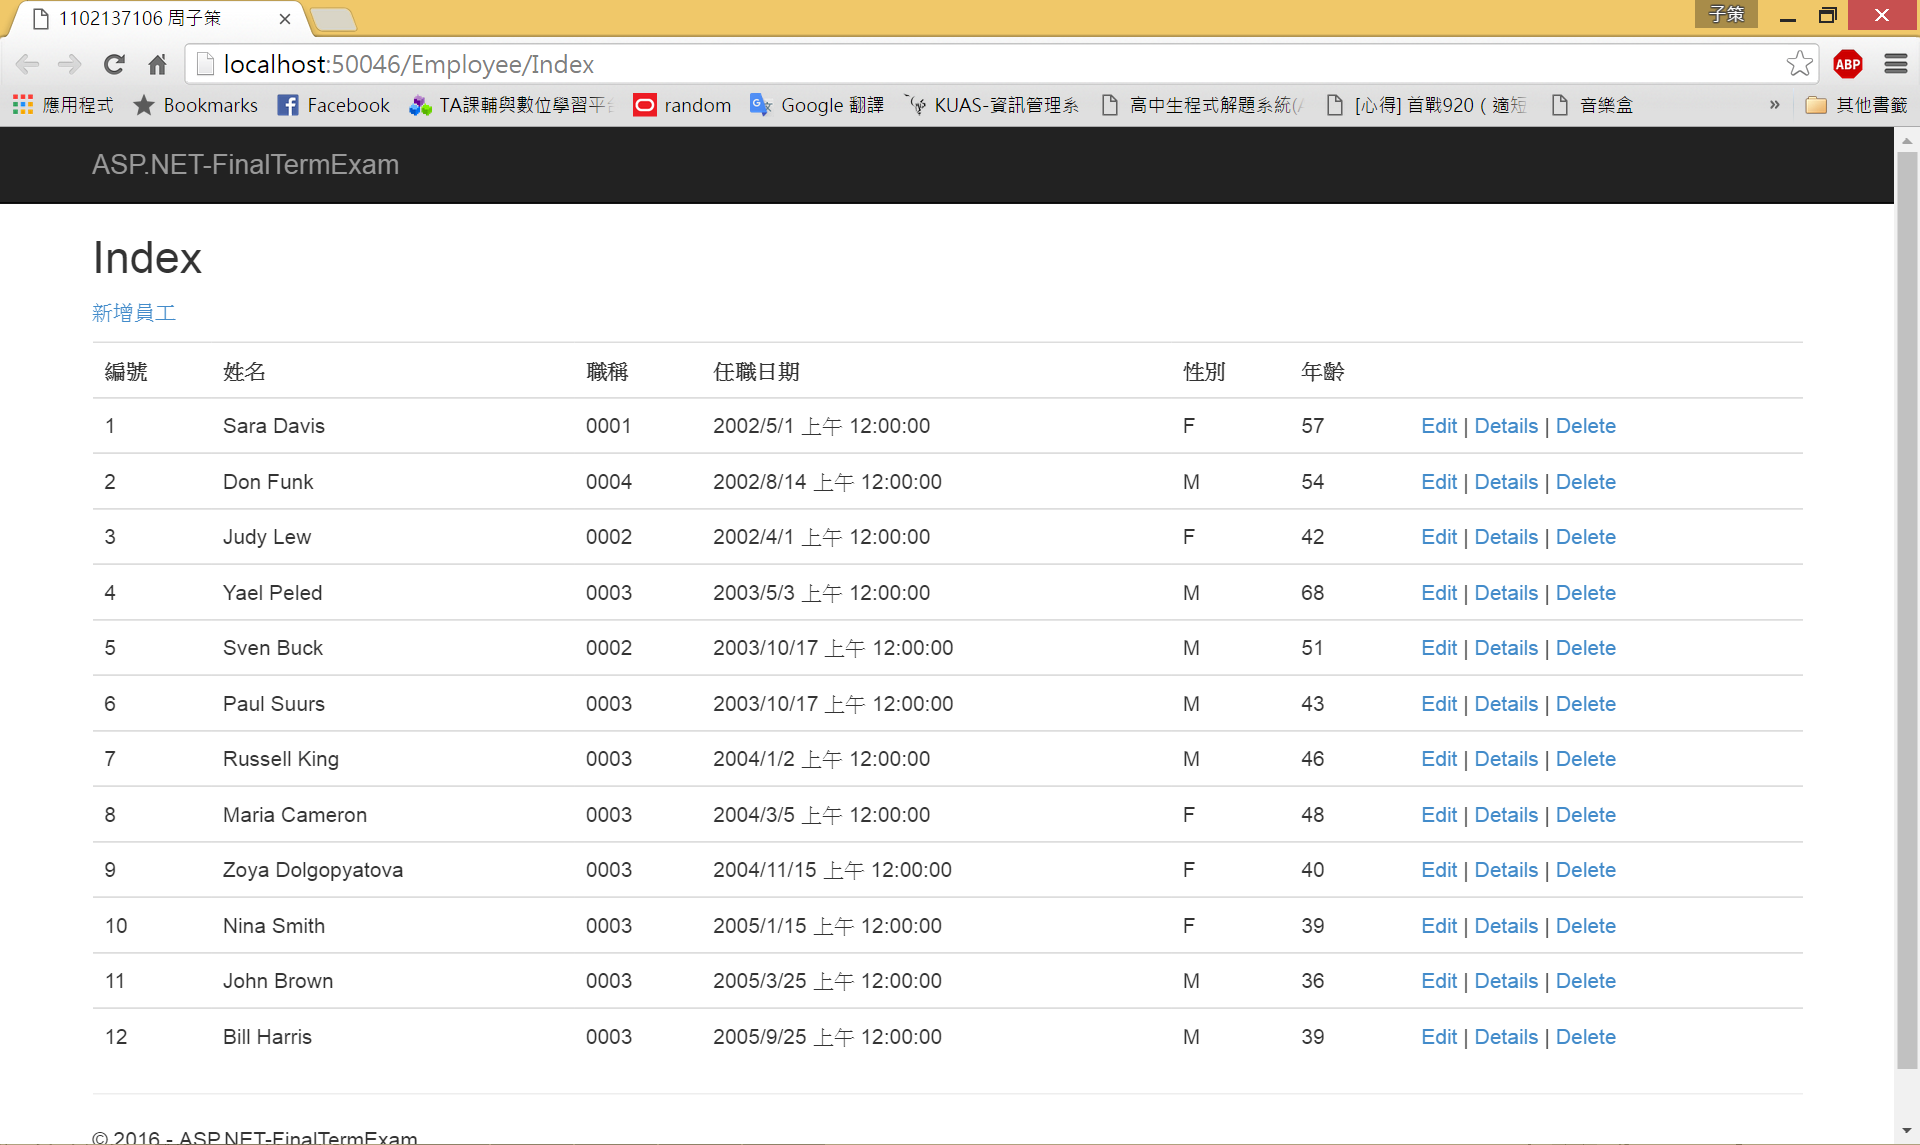 1102137106 周子策
子策
localhost:50046/Employee/Index
ABP
應用程式 Bookmarks Facebook TA課輔與數位學習平 random Google 翻譯 KUAS-資訊管理系 高中生程式解題系統(A [心得] 首戰920 ( 適短 音樂盒 » 其他書籤
ASP.NET-FinalTermExam
Index
新增員工
編號 姓名 職稱 任職日期 性別 年齡
1 Sara Davis 0001 2002/5/1 上午 12:00:00 F 57 Edit | Details | Delete
2 Don Funk 0004 2002/8/14 上午 12:00:00 M 54 Edit | Details | Delete
3 Judy Lew 0002 2002/4/1 上午 12:00:00 F 42 Edit | Details | Delete
4 Yael Peled 0003 2003/5/3 上午 12:00:00 M 68 Edit | Details | Delete
5 Sven Buck 0002 2003/10/17 上午 12:00:00 M 51 Edit | Details | Delete
6 Paul Suurs 0003 2003/10/17 上午 12:00:00 M 43 Edit | Details | Delete
7 Russell King 0003 2004/1/2 上午 12:00:00 M 46 Edit | Details | Delete
8 Maria Cameron 0003 2004/3/5 上午 12:00:00 F 48 Edit | Details | Delete
9 Zoya Dolgopyatova 0003 2004/11/15 上午 12:00:00 F 40 Edit | Details | Delete
10 Nina Smith 0003 2005/1/15 上午 12:00:00 F 39 Edit | Details | Delete
11 John Brown 0003 2005/3/25 上午 12:00:00 M 36 Edit | Details | Delete
12 Bill Harris 0003 2005/9/25 上午 12:00:00 M 39 Edit | Details | Delete
© 2016 - ASP.NET-FinalTermExam